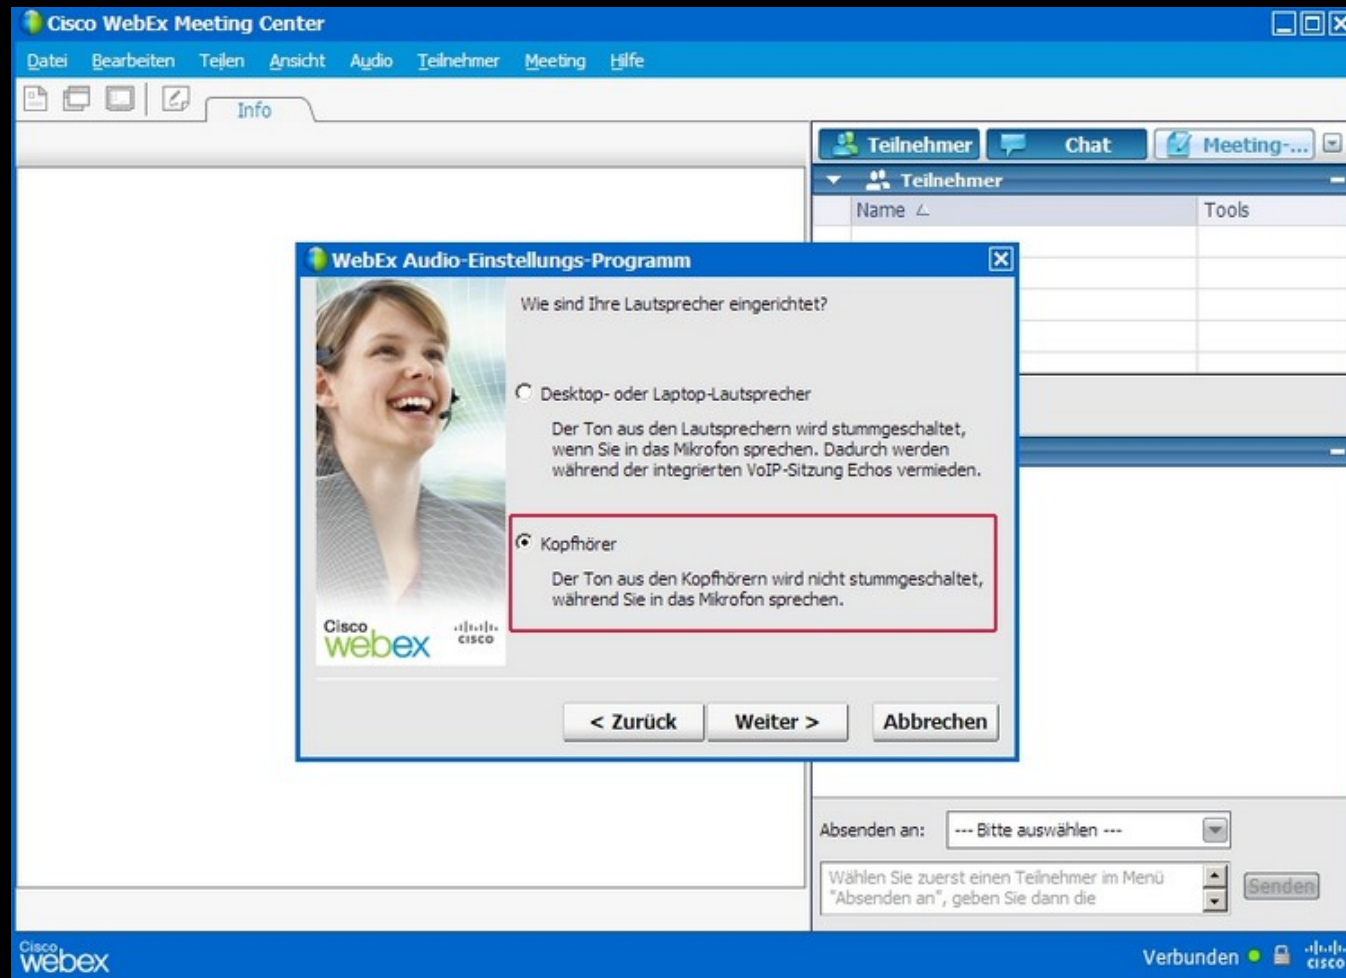 Cisco WebEx Meeting Center
Datei Bearbeiten Teilen Ansicht Audio Teilnehmer Meeting Hilfe
Info
Teilnehmer Chat Meeting-...
Teilnehmer
Name Tools
WebEx Audio-Einstellungs-Programm
Wie sind Ihre Lautsprecher eingerichtet?
Desktop- oder Laptop-Lautsprecher
Der Ton aus den Lautsprechern wird stummgeschaltet,
wenn Sie in das Mikrofon sprechen. Dadurch werden
während der integrierten VoIP-Sitzung Echos vermieden.
Kopfhörer
Der Ton aus den Kopfhörern wird nicht stummgeschaltet,
während Sie in das Mikrofon sprechen.
Cisco
webex
cisco
< Zurück Weiter > Abbrechen
Absenden an: --- Bitte auswählen ---
Wählen Sie zuerst einen Teilnehmer im Menü
"Absenden an", geben Sie dann die
Senden
Cisco
webex
Verbunden
cisco